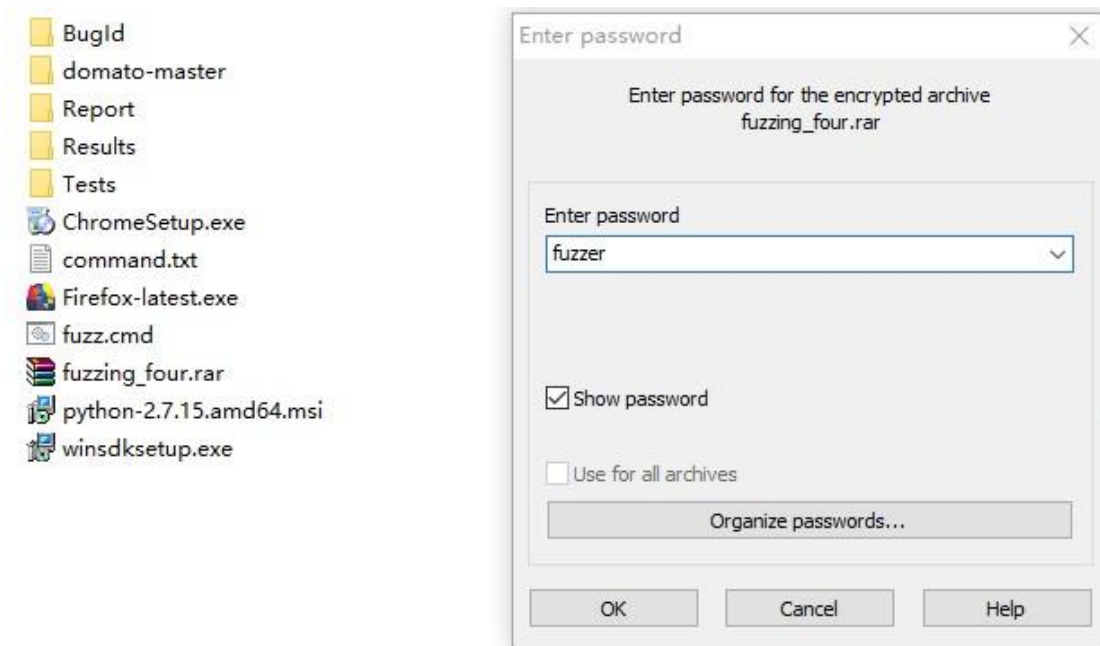 BugId
domato-master
Report
Results
Tests
ChromeSetup.exe
command.txt
Firefox-latest.exe
fuzz.cmd
fuzzing_four.rar
python-2.7.15.amd64.msi
winsdksetup.exe
Enter password
Enter password for the encrypted archive
fuzzing_four.rar
Enter password
fuzzer
Show password
Use for all archives
Organize passwords...
OK
Cancel
Help